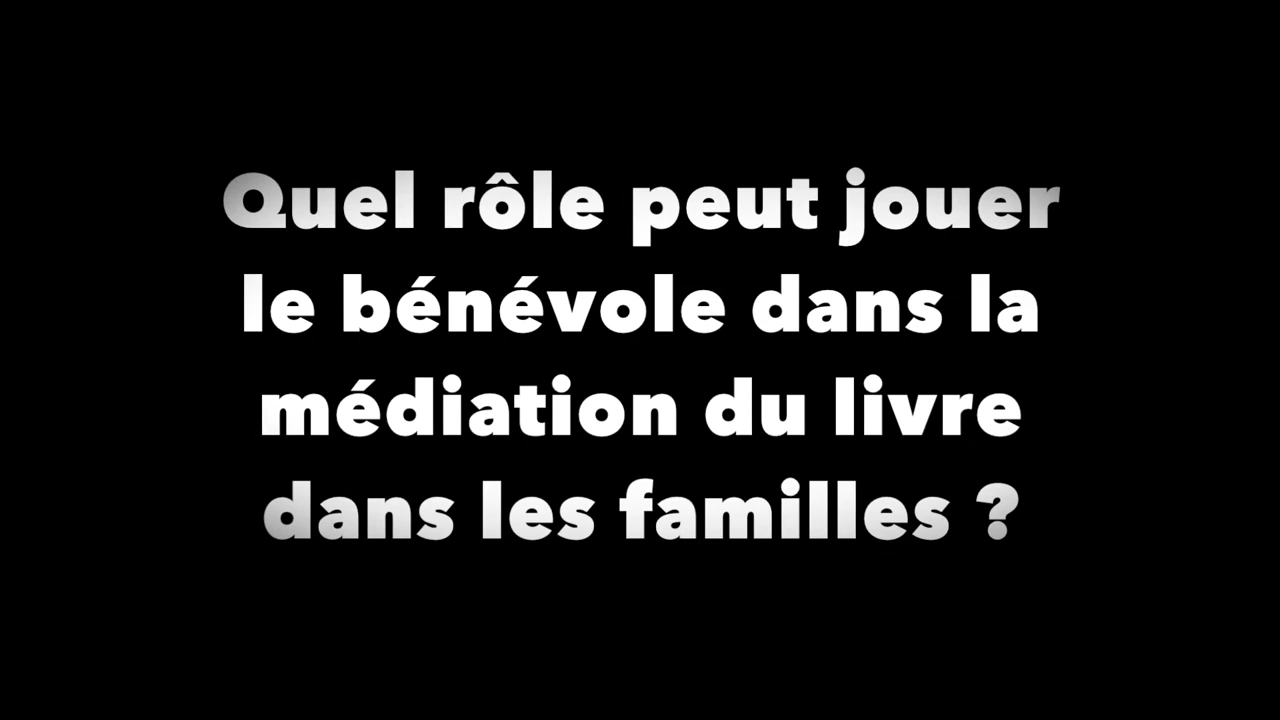 Quel rôle peut jouer
le bénévole dans la
médiation du livre
dans les familles ?